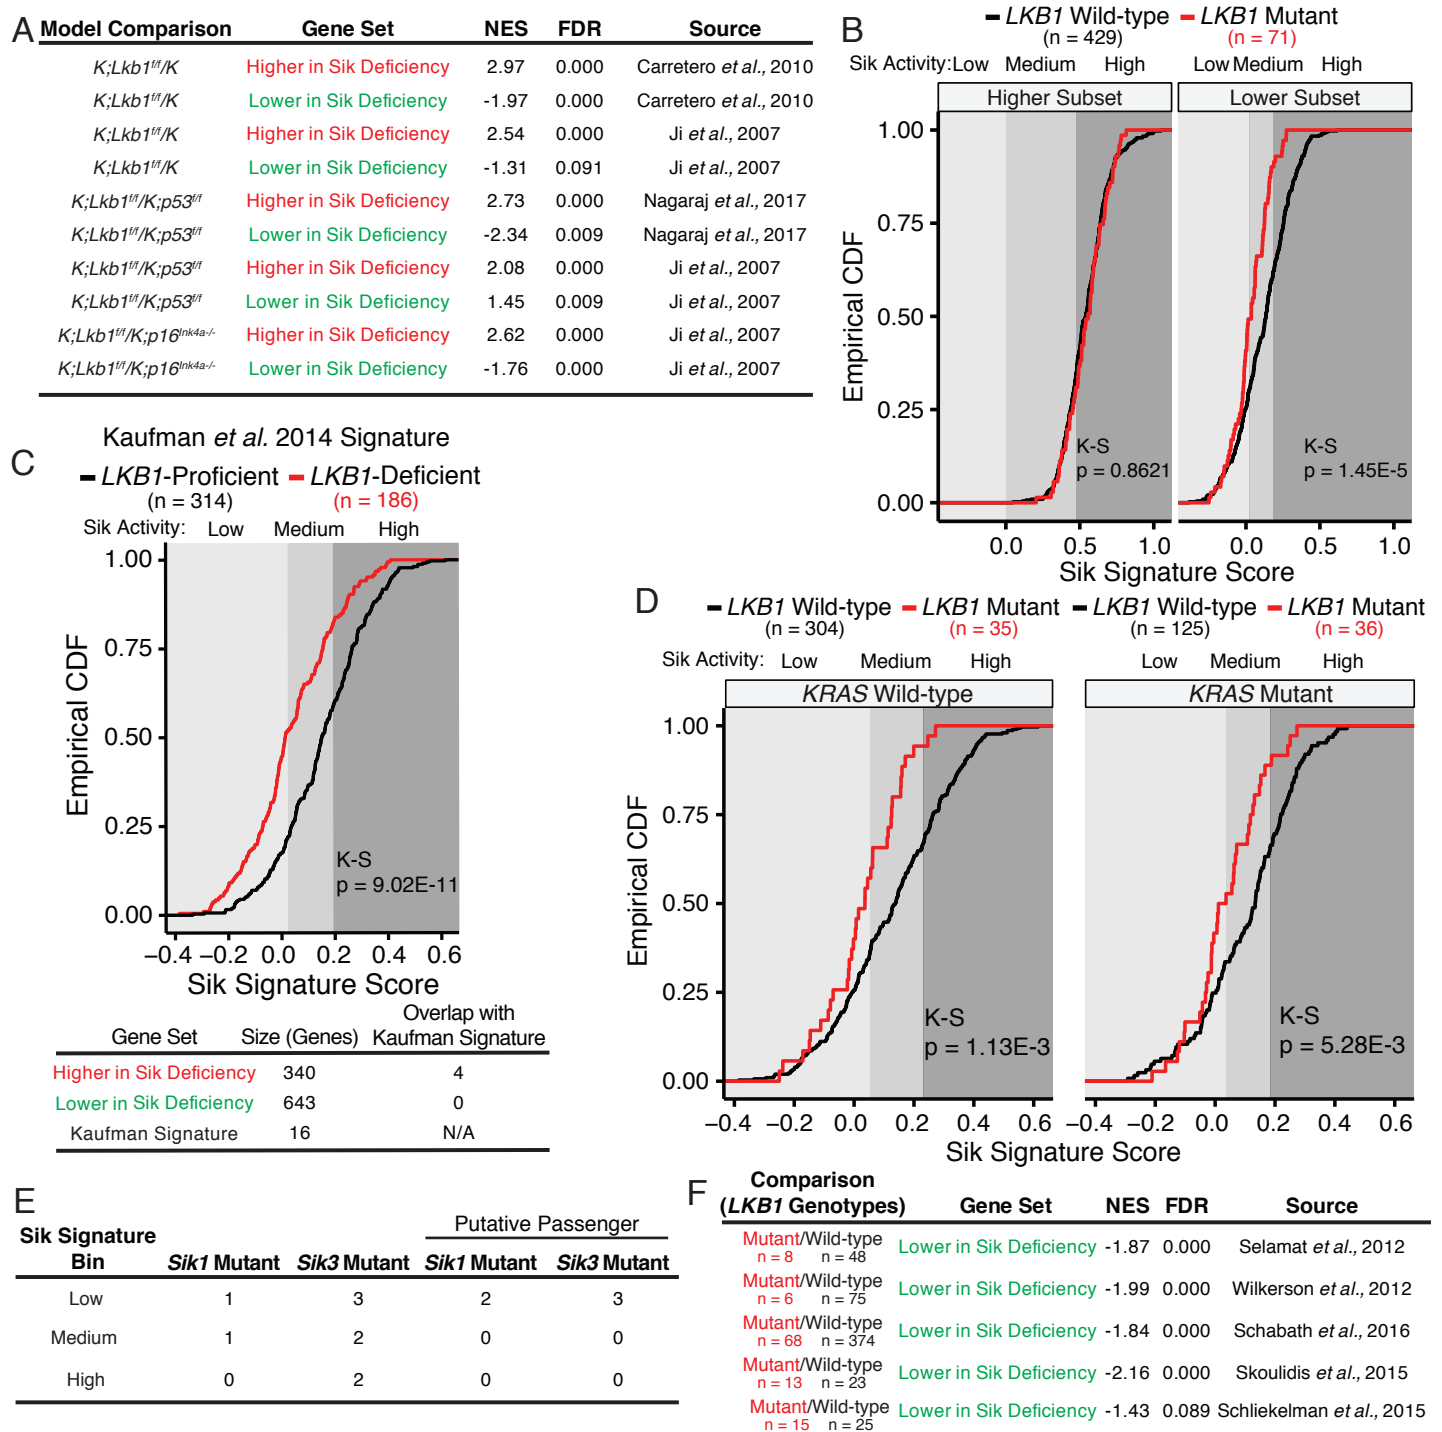 A
Model Comparison Gene Set NES FDR Source
K;Lkb1f/f/K Higher in Sik Deficiency 2.97 0.000 Carretero et al., 2010
K;Lkb1f/f/K Lower in Sik Deficiency -1.97 0.000 Carretero et al., 2010
K;Lkb1f/f/K Higher in Sik Deficiency 2.54 0.000 Ji et al., 2007
K;Lkb1f/f/K Lower in Sik Deficiency -1.31 0.091 Ji et al., 2007
K;Lkb1f/f/K;p53f/f Higher in Sik Deficiency 2.73 0.000 Nagaraj et al., 2017
K;Lkb1f/f/K;p53f/f Lower in Sik Deficiency -2.34 0.009 Nagaraj et al., 2017
K;Lkb1f/f/K;p53f/f Higher in Sik Deficiency 2.08 0.000 Ji et al., 2007
K;Lkb1f/f/K;p53f/f Lower in Sik Deficiency 1.45 0.009 Ji et al., 2007
K;Lkb1f/f/K;p16Ink4a-/- Higher in Sik Deficiency 2.62 0.000 Ji et al., 2007
K;Lkb1f/f/K;p16Ink4a-/- Lower in Sik Deficiency -1.76 0.000 Ji et al., 2007
B
LKB1 Wild-type LKB1 Mutant
(n = 429) (n = 71)
Sik Activity: Low Medium High Low Medium High
Higher Subset Lower Subset
1.00
0.75
0.50
0.25
0.00
Empirical CDF
K-S
p = 0.8621
K-S
p = 1.45E-5
0.0 0.5 1.0 0.0 0.5 1.0
Sik Signature Score
C
Kaufman et al. 2014 Signature
LKB1-Proficient LKB1-Deficient
(n = 314) (n = 186)
Sik Activity: Low Medium High
1.00
0.75
0.50
0.25
0.00
Empirical CDF
K-S
p = 9.02E-11
−0.4 −0.2 0.0 0.2 0.4 0.6
Sik Signature Score
Gene Set Size (Genes) Overlap with Kaufman Signature
Higher in Sik Deficiency 340 4
Lower in Sik Deficiency 643 0
Kaufman Signature 16 N/A
D
LKB1 Wild-type LKB1 Mutant LKB1 Wild-type LKB1 Mutant
(n = 304) (n = 35) (n = 125) (n = 36)
Sik Activity: Low Medium High Low Medium High
KRAS Wild-type KRAS Mutant
1.00
0.75
0.50
0.25
0.00
Empirical CDF
K-S
p = 1.13E-3
K-S
p = 5.28E-3
−0.4 −0.2 0.0 0.2 0.4 0.6 −0.4 −0.2 0.0 0.2 0.4 0.6
Sik Signature Score
E
Putative Passenger
Sik Signature Bin Sik1 Mutant Sik3 Mutant Sik1 Mutant Sik3 Mutant
Low 1 3 2 3
Medium 1 2 0 0
High 0 2 0 0
F
Comparison
(LKB1 Genotypes) Gene Set NES FDR Source
Mutant/Wild-type Lower in Sik Deficiency -1.87 0.000 Selamat et al., 2012
n = 8 n = 48
Mutant/Wild-type Lower in Sik Deficiency -1.99 0.000 Wilkerson et al., 2012
n = 6 n = 75
Mutant/Wild-type Lower in Sik Deficiency -1.84 0.000 Schabath et al., 2016
n = 68 n = 374
Mutant/Wild-type Lower in Sik Deficiency -2.16 0.000 Skoulidis et al., 2015
n = 13 n = 23
Mutant/Wild-type Lower in Sik Deficiency -1.43 0.089 Schliekelman et al., 2015
n = 15 n = 25